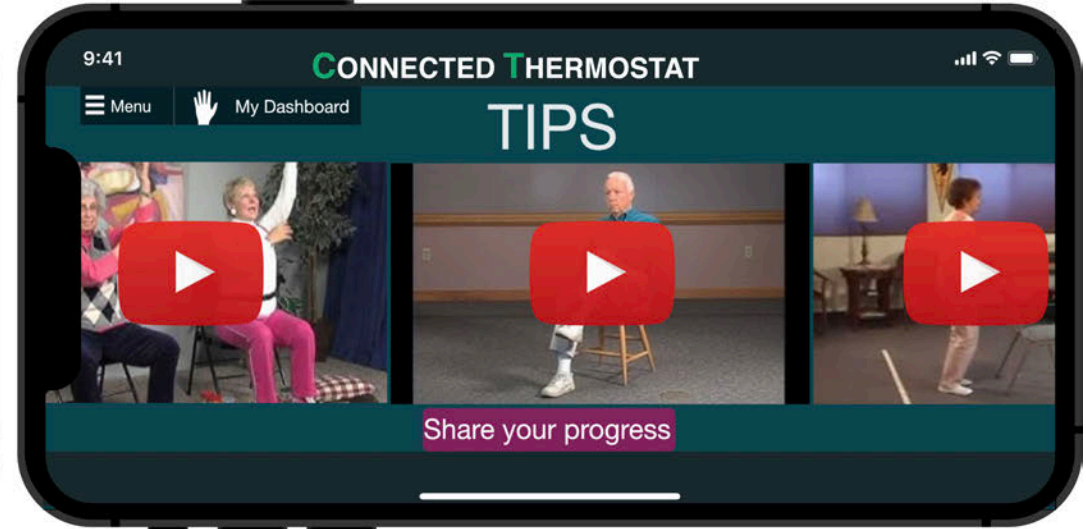 9:41
CONNECTED THERMOSTAT
Menu
My Dashboard
TIPS
Share your progress